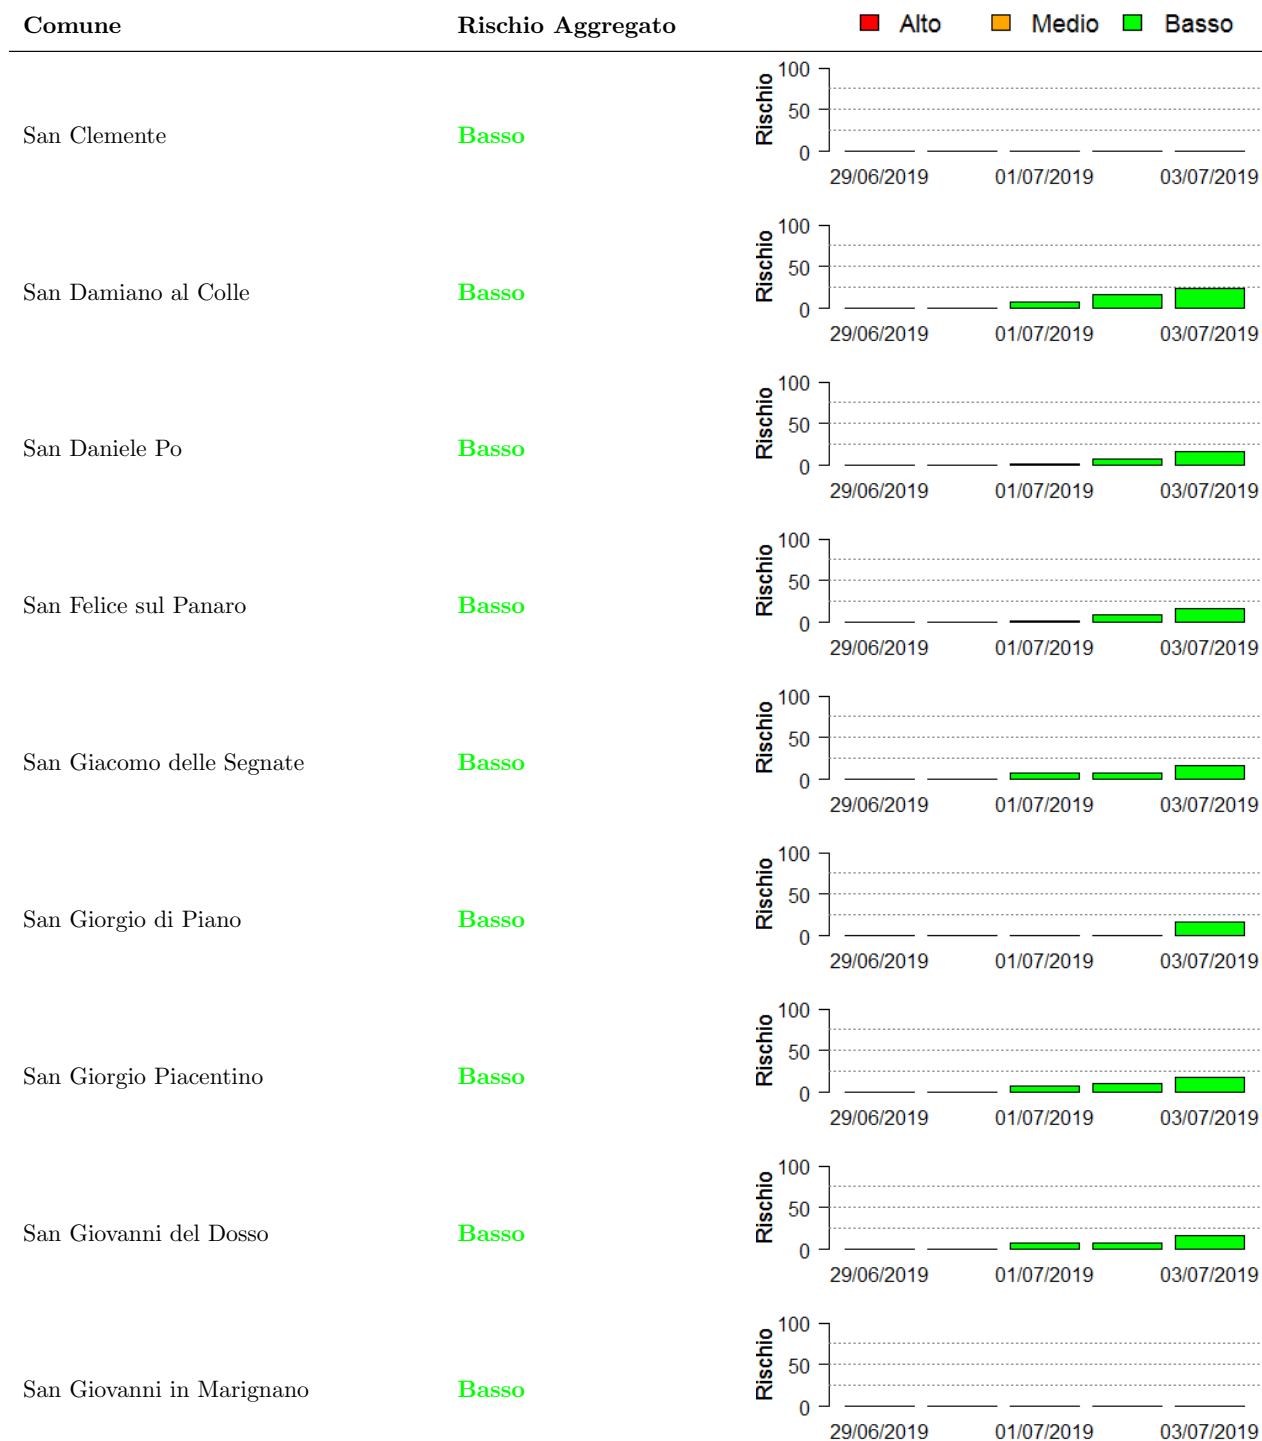 Comune Rischio Aggregato Alto Medio Basso
San Clemente Basso
Rischio
100
50
0
29/06/2019 01/07/2019 03/07/2019
San Damiano al Colle Basso
Rischio
100
50
0
29/06/2019 01/07/2019 03/07/2019
San Daniele Po Basso
Rischio
100
50
0
29/06/2019 01/07/2019 03/07/2019
San Felice sul Panaro Basso
Rischio
100
50
0
29/06/2019 01/07/2019 03/07/2019
San Giacomo delle Segnate Basso
Rischio
100
50
0
29/06/2019 01/07/2019 03/07/2019
San Giorgio di Piano Basso
Rischio
100
50
0
29/06/2019 01/07/2019 03/07/2019
San Giorgio Piacentino Basso
Rischio
100
50
0
29/06/2019 01/07/2019 03/07/2019
San Giovanni del Dosso Basso
Rischio
100
50
0
29/06/2019 01/07/2019 03/07/2019
San Giovanni in Marignano Basso
Rischio
100
50
0
29/06/2019 01/07/2019 03/07/2019